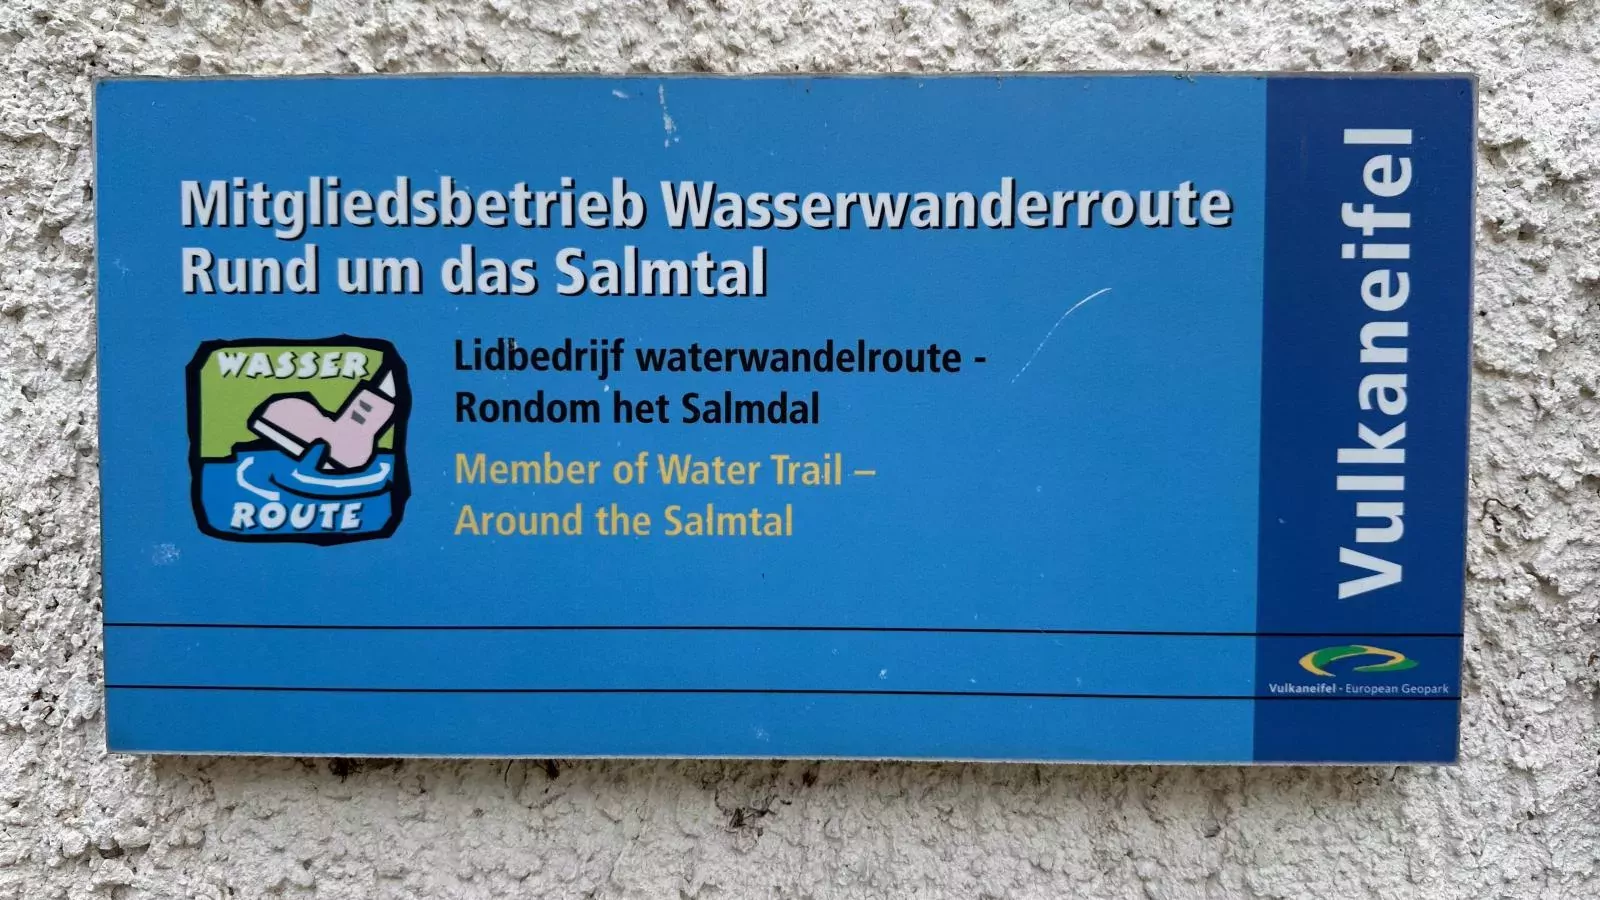 Mitgliedsbetrieb Wasserwanderroute
Rund um das Salmtal
WASSER
ROUTE
Lidbedrijf waterwandelroute -
Rondom het Salmdal
Member of Water Trail –
Around the Salmtal
Vulkaneifel
Vulkaneifel · European Geopark